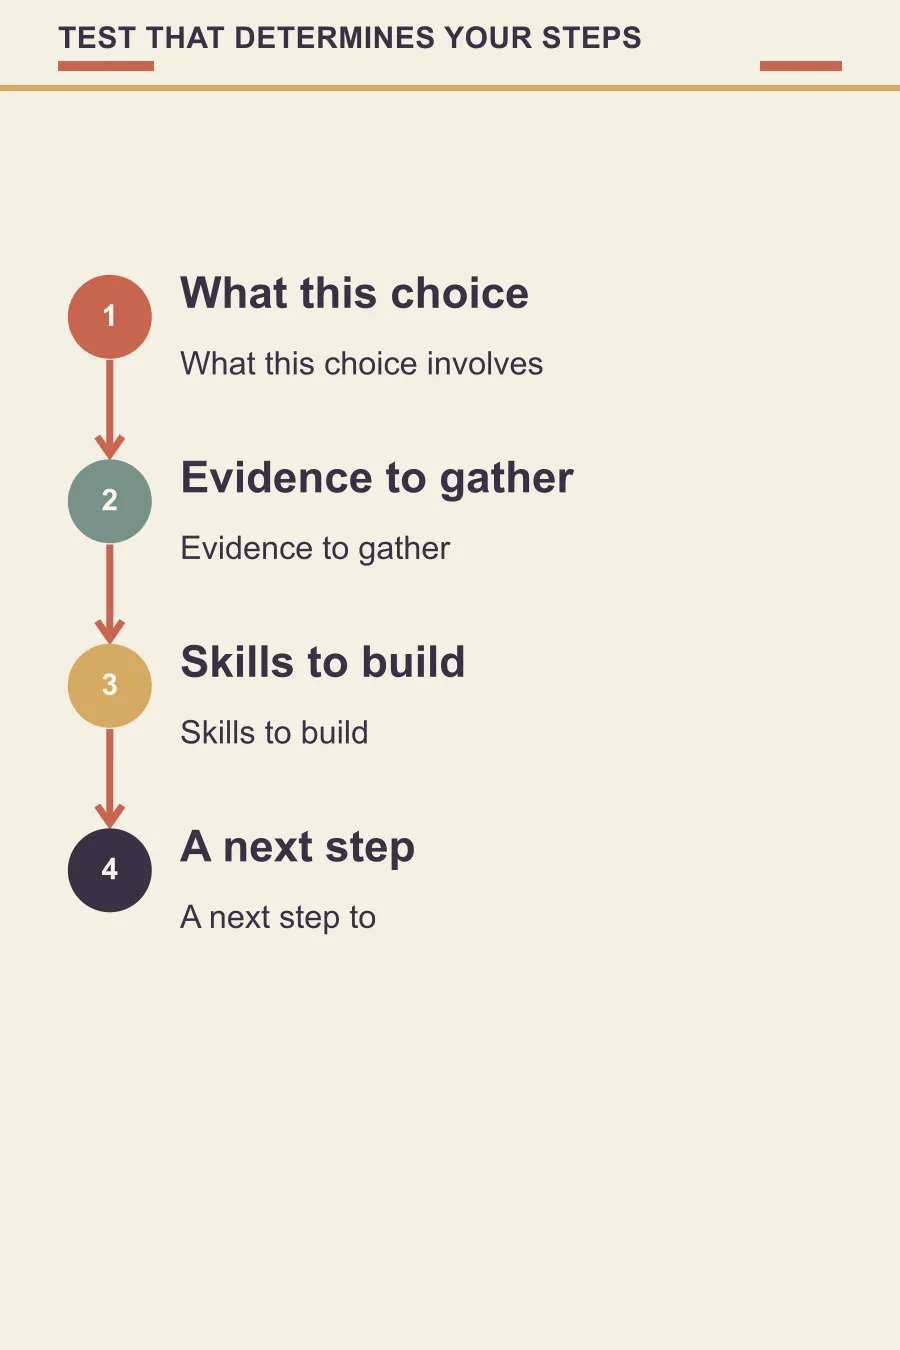 TEST THAT DETERMINES YOUR STEPS
1
What this choice
What this choice involves
2
Evidence to gather
Evidence to gather
3
Skills to build
Skills to build
4
A next step
A next step to